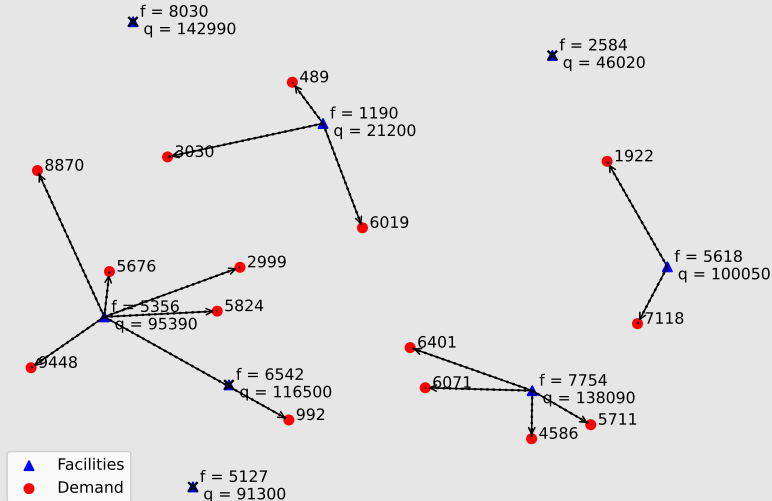 f = 8030
q = 142990
f = 2584
q = 46020
489
f = 1190
q = 21200
3030
8870
1922
6019
5676
2999
f = 5618
q = 100050
f = 5356
5824
q = 95390
7118
6401
9448
f = 6542
q = 116500
6071
f = 7754
q = 138090
992
5711
4586
Facilities
Demand
f = 5127
q = 91300